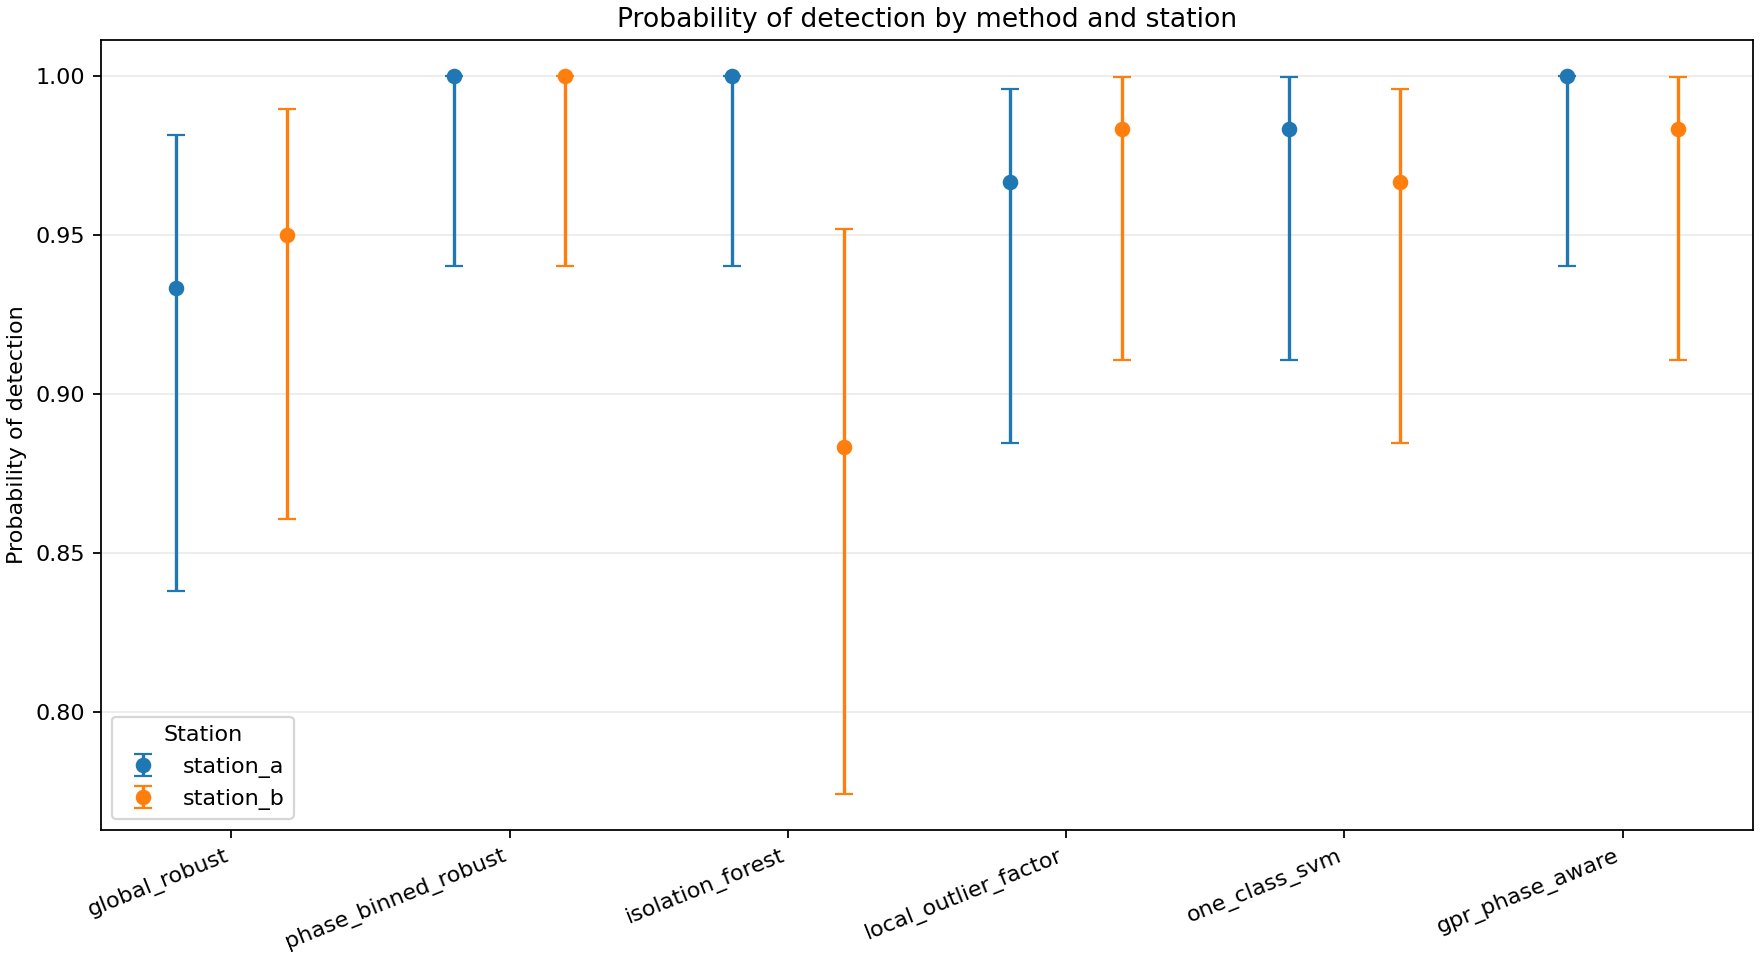 Probability of detection by method and station
Probability of detection
1.00
0.95
0.90
0.85
0.80
Station
station_a
station_b
global_robust
phase_binned_robust
isolation_forest
local_outlier_factor
one_class_svm
gpr_phase_aware